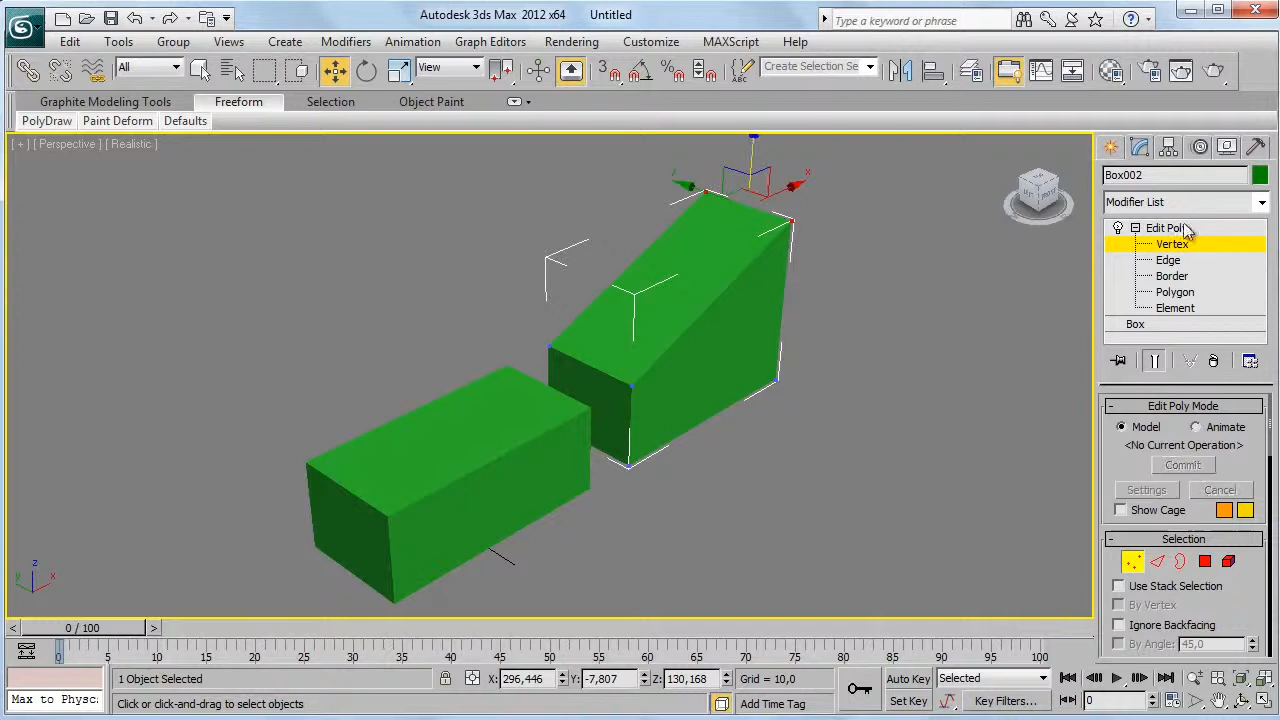 Autodesk 3ds Max 2012 x64 Untitled
Type a keyword or phrase
Edit Tools Group Views Create Modifiers Animation Graph Editors Rendering Customize MAXScript Help
All View 3 Create Selection Se
Graphite Modeling Tools Freeform Selection Object Paint
PolyDraw Paint Deform Defaults
[ + ] [ Perspective ] [ Realistic ]
y x
z
y x
Box002
Modifier List
Edit Poly
Vertex
Edge
Border
Polygon
Element
Box
- Edit Poly Mode
Model Animate
<No Current Operation>
Commit
Settings Cancel
Show Cage
- Selection
Use Stack Selection
By Vertex
Ignore Backfacing
By Angle: 45,0
< 0 / 100 >
0 5 10 15 20 25 30 35 40 45 50 55 60 65 70 75 80 85 90 95 100
1 Object Selected X: 296,446 Y: -7,807 Z: 130,168 Grid = 10,0 Auto Key Selected
Max to Physc Click or click-and-drag to select objects Add Time Tag Set Key Key Filters... 0